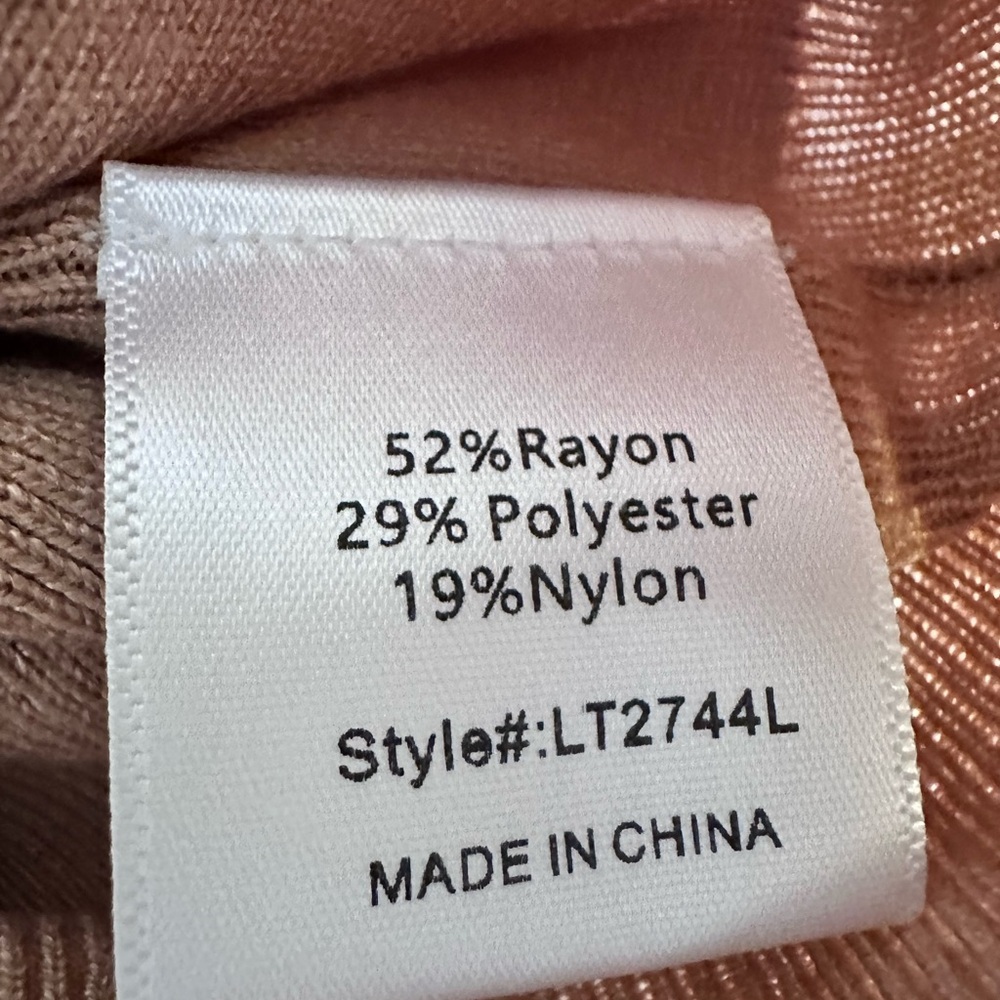 52%Rayon
29% Polyester
19%Nylon
Style#:LT2744L
MADE IN CHINA